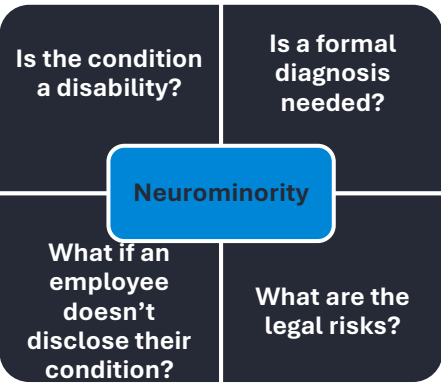 Is the condition
a disability?
Is a formal
diagnosis
needed?
Neurominority
What if an
employee
doesn’t
disclose their
condition?
What are the
legal risks?